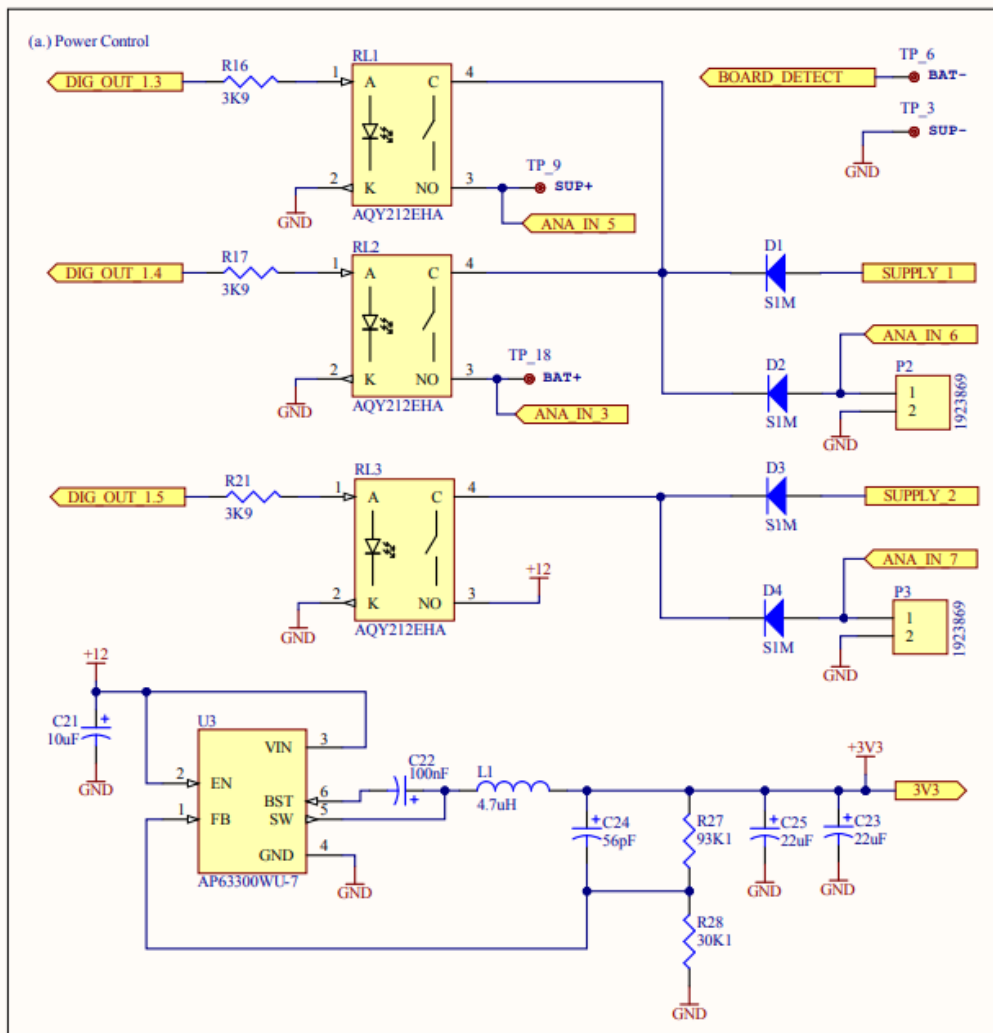 (a.) Power Control
RL1
TP_6
DIG_OUT_1.3
R16
3K9
1
A
C
4
BOARD_DETECT
BAT-
TP_3
SUP-
GND
TP_9
2
K
NO
3
SUP+
GND
AQY212EHA
ANA_IN_5
RL2
DIG_OUT_1.4
R17
3K9
1
A
C
4
D1
S1M
SUPPLY_1
ANA_IN_6
TP_18
D2
P2
2
K
NO
3
BAT+
1
2
1923869
GND
AQY212EHA
ANA_IN_3
S1M
GND
RL3
DIG_OUT_1.5
R21
3K9
1
A
C
4
D3
S1M
SUPPLY_2
ANA_IN_7
+12
D4
P3
2
K
NO
3
1
2
1923869
GND
AQY212EHA
S1M
GND
+12
C21
10uF
GND
U3
VIN
3
2
EN
BST
6
1
FB
SW
5
GND
4
GND
AP63300WU-7
C22
100nF
L1
4.7uH
+3V3
3V3
C24
56pF
R27
93K1
C25
22uF
C23
22uF
GND
GND
R28
30K1
GND